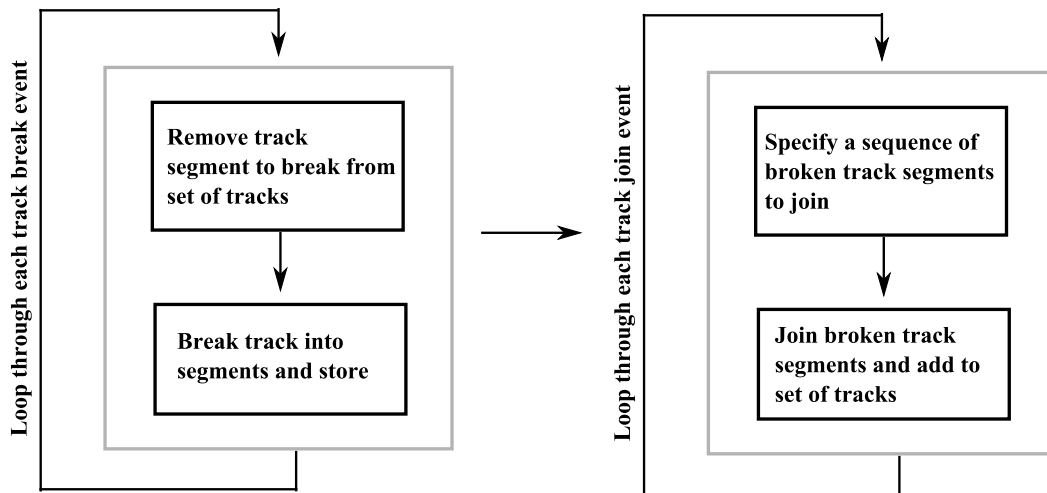 Loop through each track break event
Remove track
segment to break from
set of tracks
Break track into
segments and store
Loop through each track join event
Specify a sequence of
broken track segments
to join
Join broken track
segments and add to
set of tracks